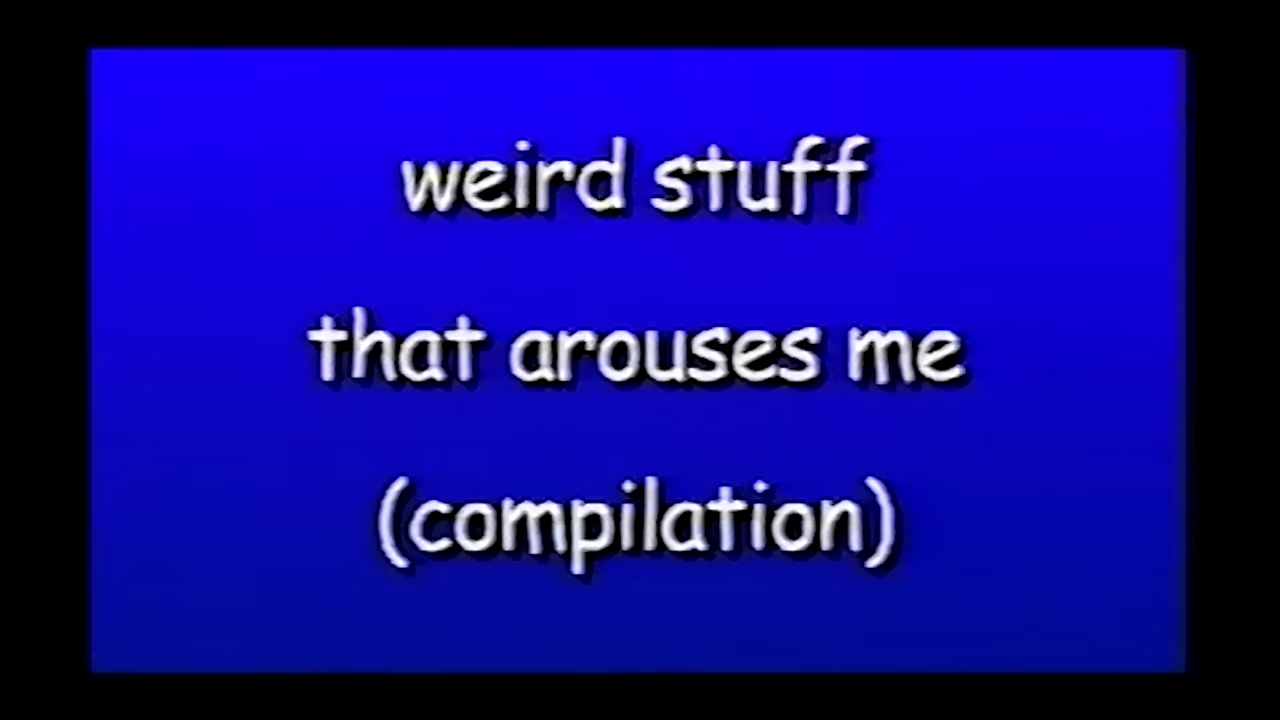 weird stuff
that arouses me
(compilation)